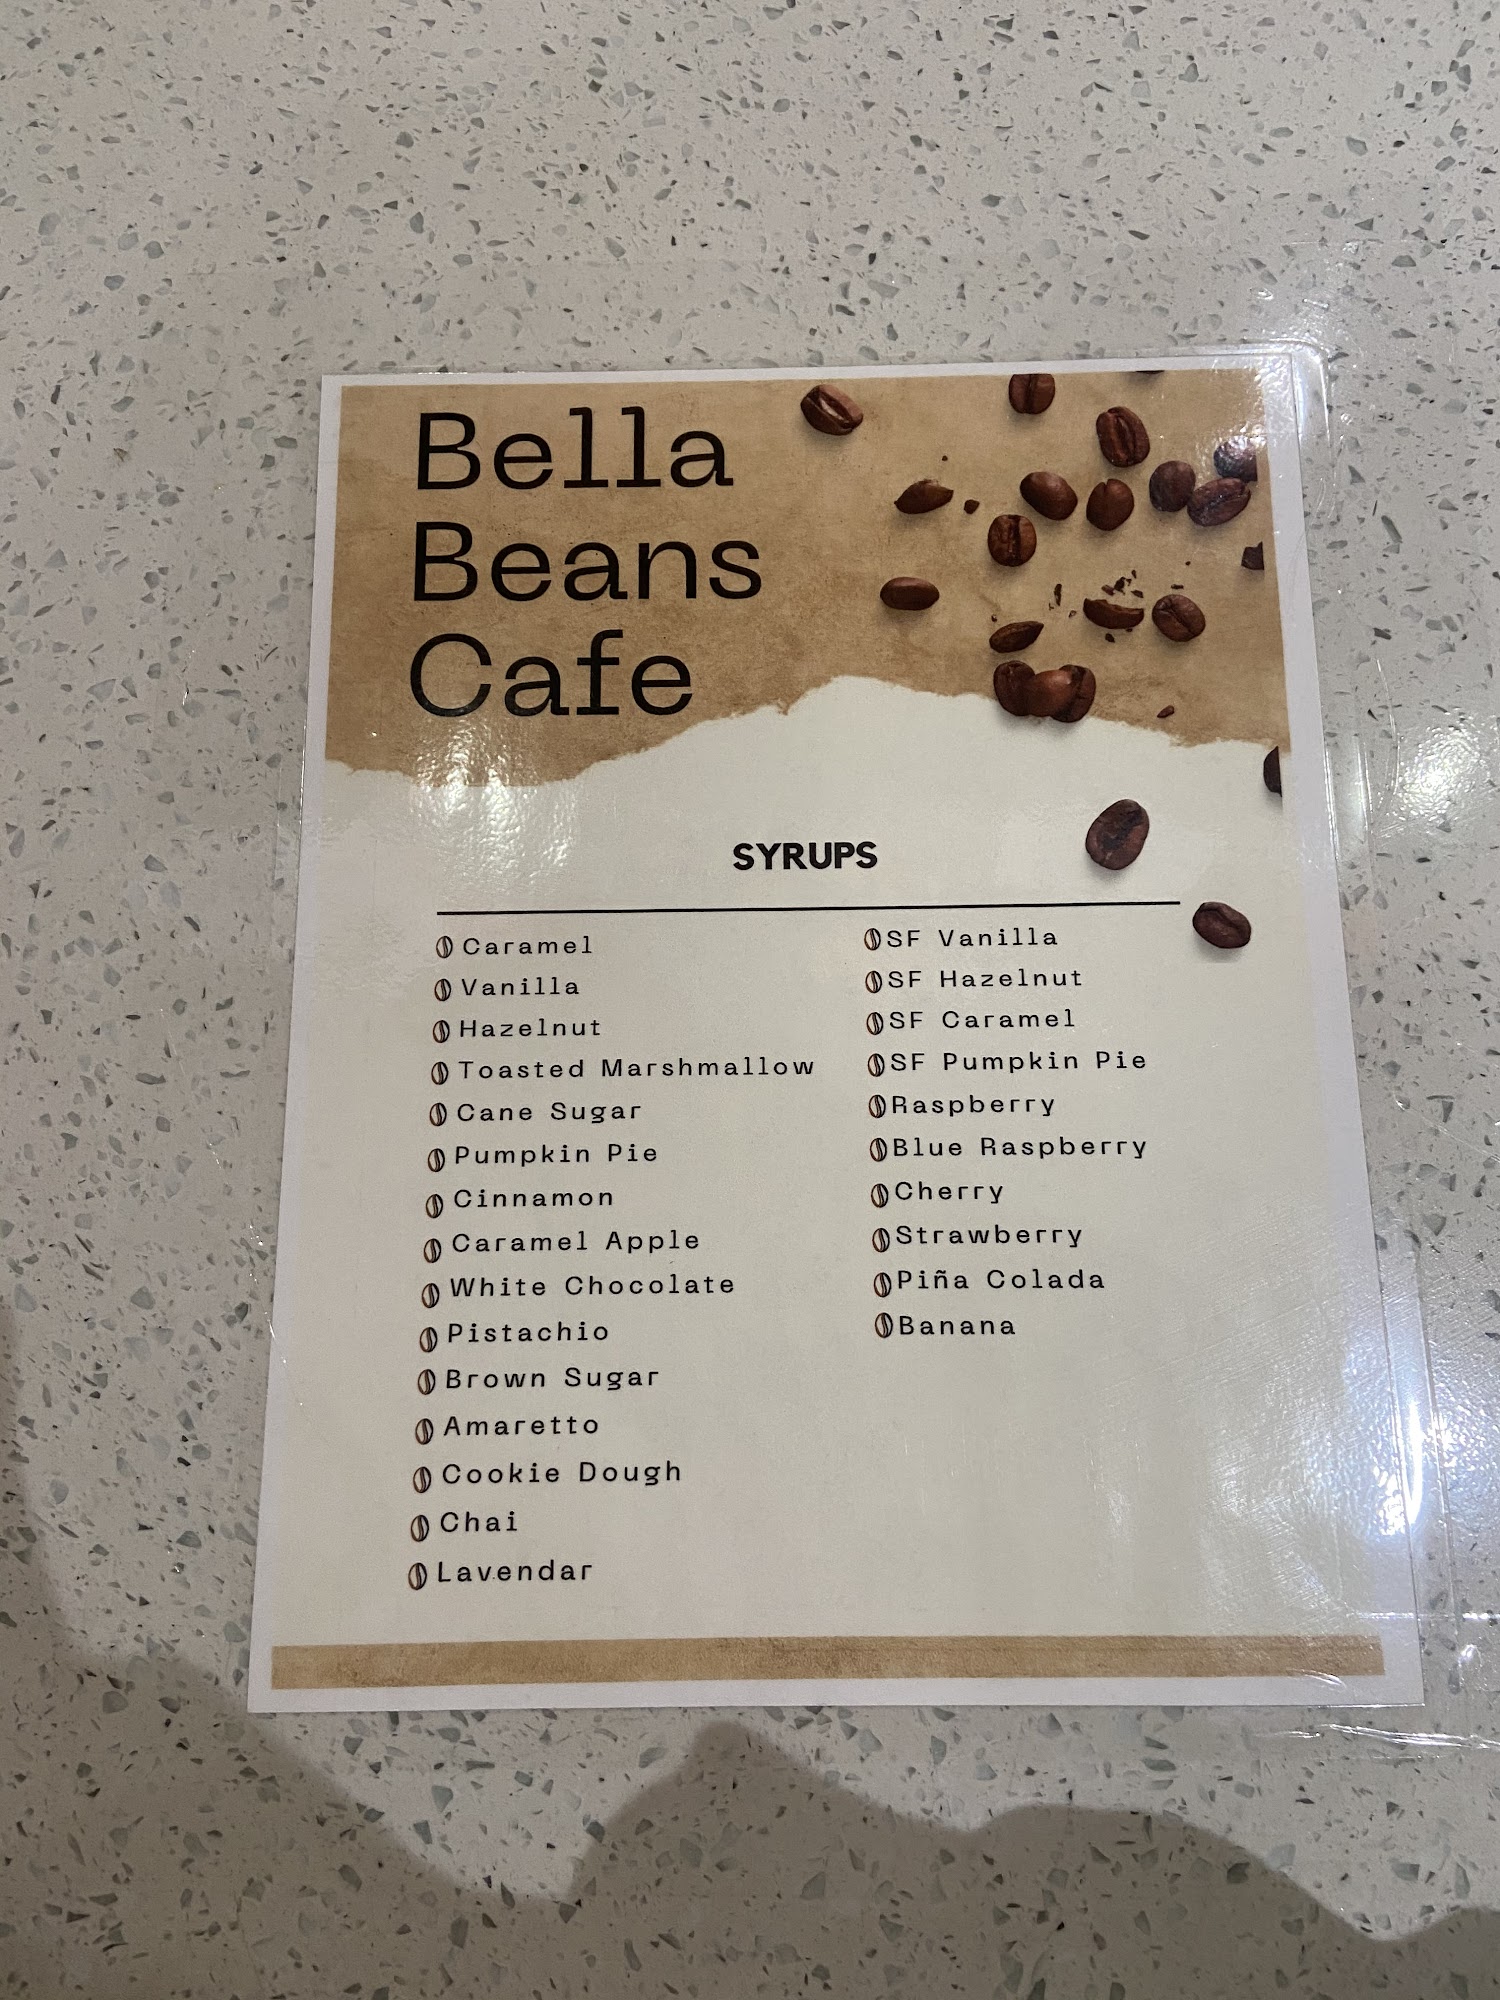 Bella
Beans
Cafe
SYRUPS
Caramel
Vanilla
Hazelnut
Toasted Marshmallow
Cane Sugar
Pumpkin Pie
Cinnamon
Caramel Apple
White Chocolate
Pistachio
Brown Sugar
Amaretto
Cookie Dough
Chai
Lavendar
SF Vanilla
SF Hazelnut
SF Caramel
SF Pumpkin Pie
Raspberry
Blue Raspberry
Cherry
Strawberry
Piña Colada
Banana